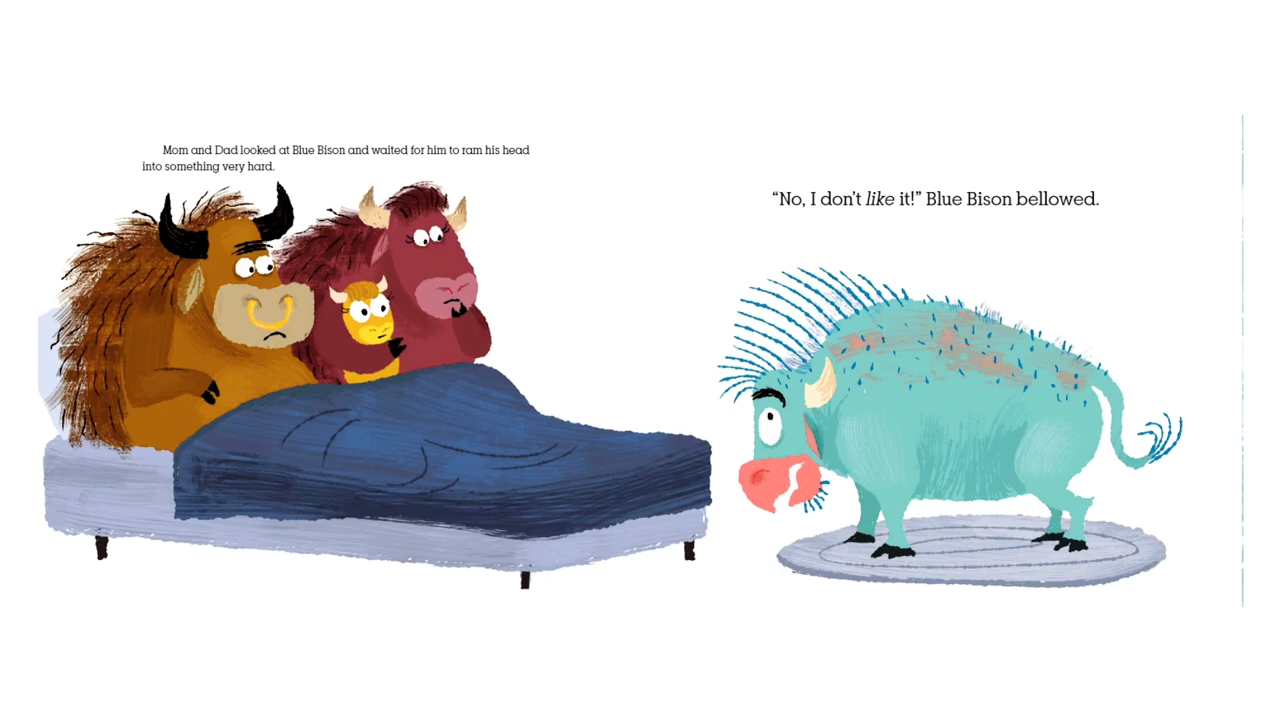 Mom and Dad looked at Blue Bison and waited for him to ram his head
into something very hard.
“No, I don’t like it!” Blue Bison bellowed.